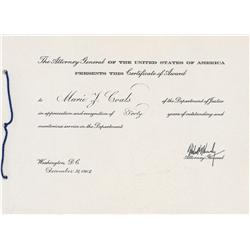 The Attorney General OF THE UNITED STATES OF AMERICA
PRESENTS THIS Certificate of Award
to Marie Y. Coals of the Department of Justice
in appreciation and recognition of Forty years of outstanding and
meritorious service in the Department
Washington, D.C.
December 31, 1962
Attorney General